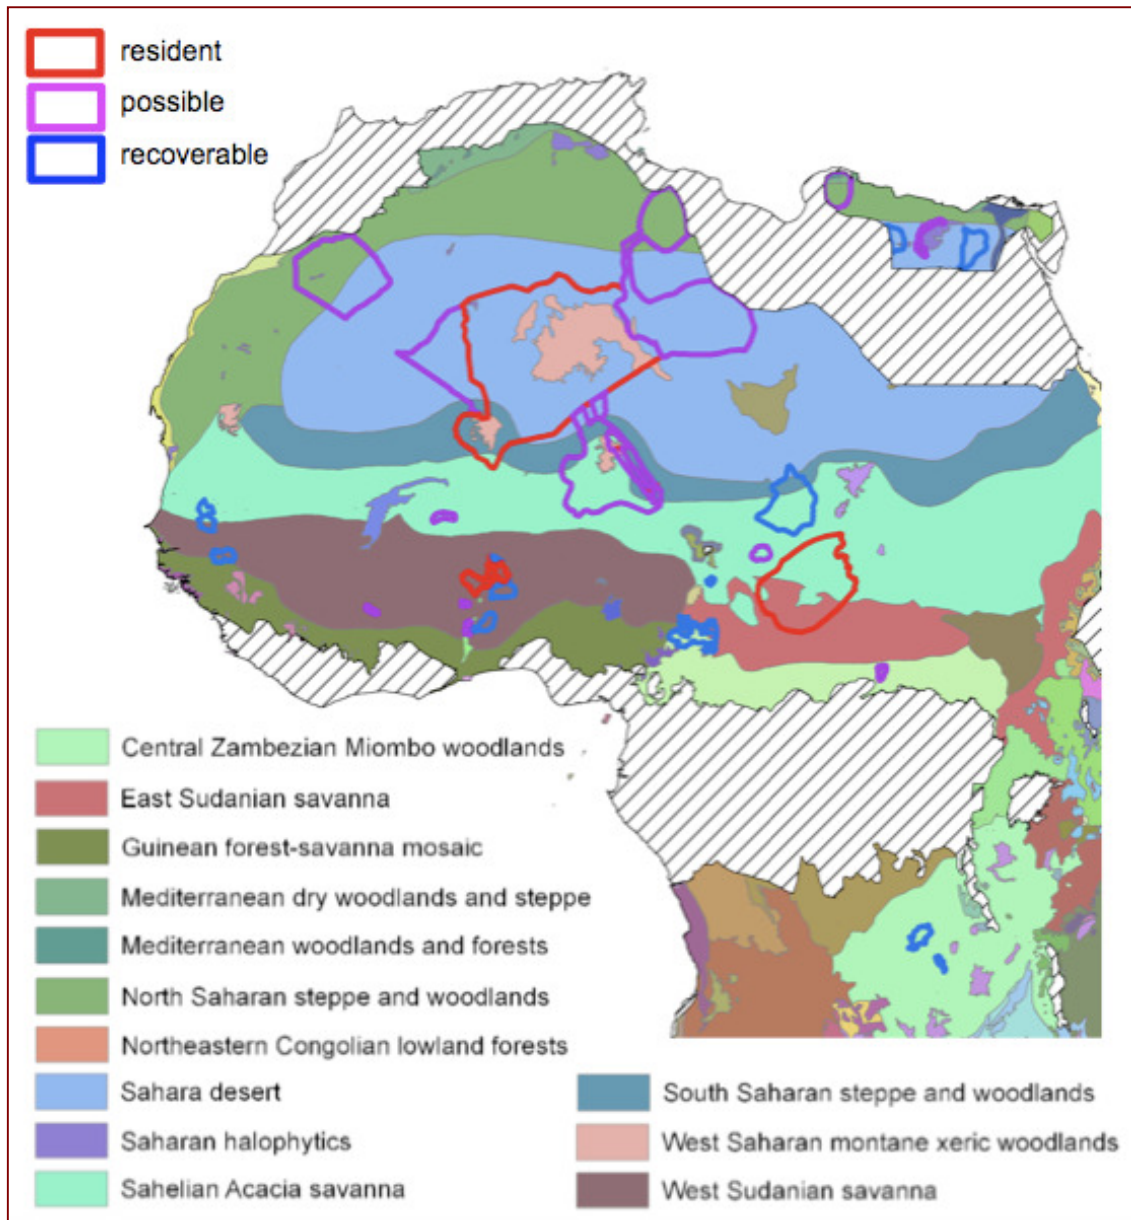 resident
possible
recoverable
Central Zambezian Miombo woodlands
East Sudanian savanna
Guinean forest-savanna mosaic
Mediterranean dry woodlands and steppe
Mediterranean woodlands and forests
North Saharan steppe and woodlands
Northeastern Congolian lowland forests
Sahara desert
Saharan halophytics
Sahelian Acacia savanna
South Saharan steppe and woodlands
West Saharan montane xeric woodlands
West Sudanian savanna